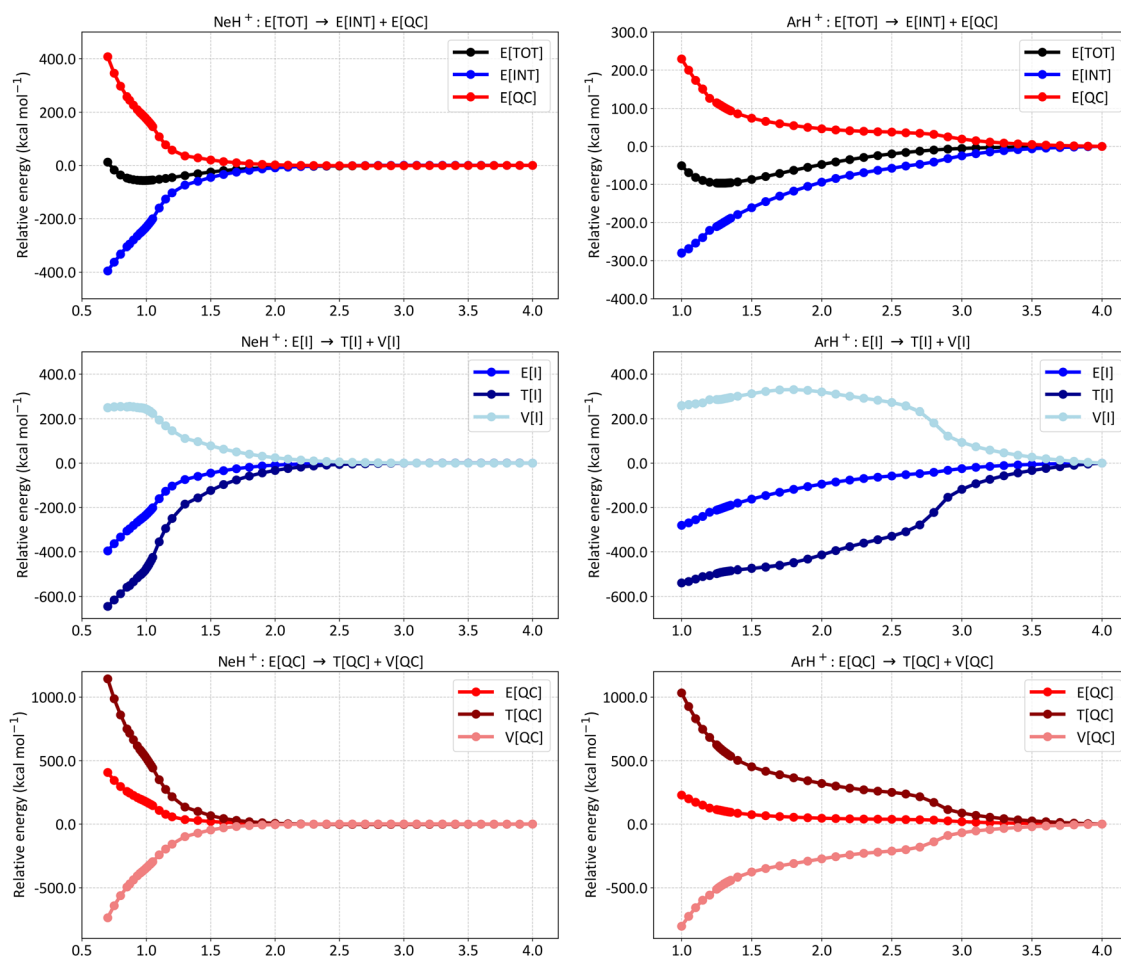 NeH⁺ : E[TOT] → E[INT] + E[QC]
Relative energy (kcal mol⁻¹)
400.0
200.0
0.0
-200.0
-400.0
E[TOT]
E[INT]
E[QC]
0.5 1.0 1.5 2.0 2.5 3.0 3.5 4.0
ArH⁺ : E[TOT] → E[INT] + E[QC]
Relative energy (kcal mol⁻¹)
300.0
200.0
100.0
0.0
-100.0
-200.0
-300.0
-400.0
E[TOT]
E[INT]
E[QC]
1.0 1.5 2.0 2.5 3.0 3.5 4.0
NeH⁺ : E[I] → T[I] + V[I]
Relative energy (kcal mol⁻¹)
400.0
200.0
0.0
-200.0
-400.0
-600.0
E[I]
T[I]
V[I]
0.5 1.0 1.5 2.0 2.5 3.0 3.5 4.0
ArH⁺ : E[I] → T[I] + V[I]
Relative energy (kcal mol⁻¹)
400.0
200.0
0.0
-200.0
-400.0
-600.0
E[I]
T[I]
V[I]
1.0 1.5 2.0 2.5 3.0 3.5 4.0
NeH⁺ : E[QC] → T[QC] + V[QC]
Relative energy (kcal mol⁻¹)
1000.0
500.0
0.0
-500.0
E[QC]
T[QC]
V[QC]
0.5 1.0 1.5 2.0 2.5 3.0 3.5 4.0
ArH⁺ : E[QC] → T[QC] + V[QC]
Relative energy (kcal mol⁻¹)
1000.0
500.0
0.0
-500.0
E[QC]
T[QC]
V[QC]
1.0 1.5 2.0 2.5 3.0 3.5 4.0